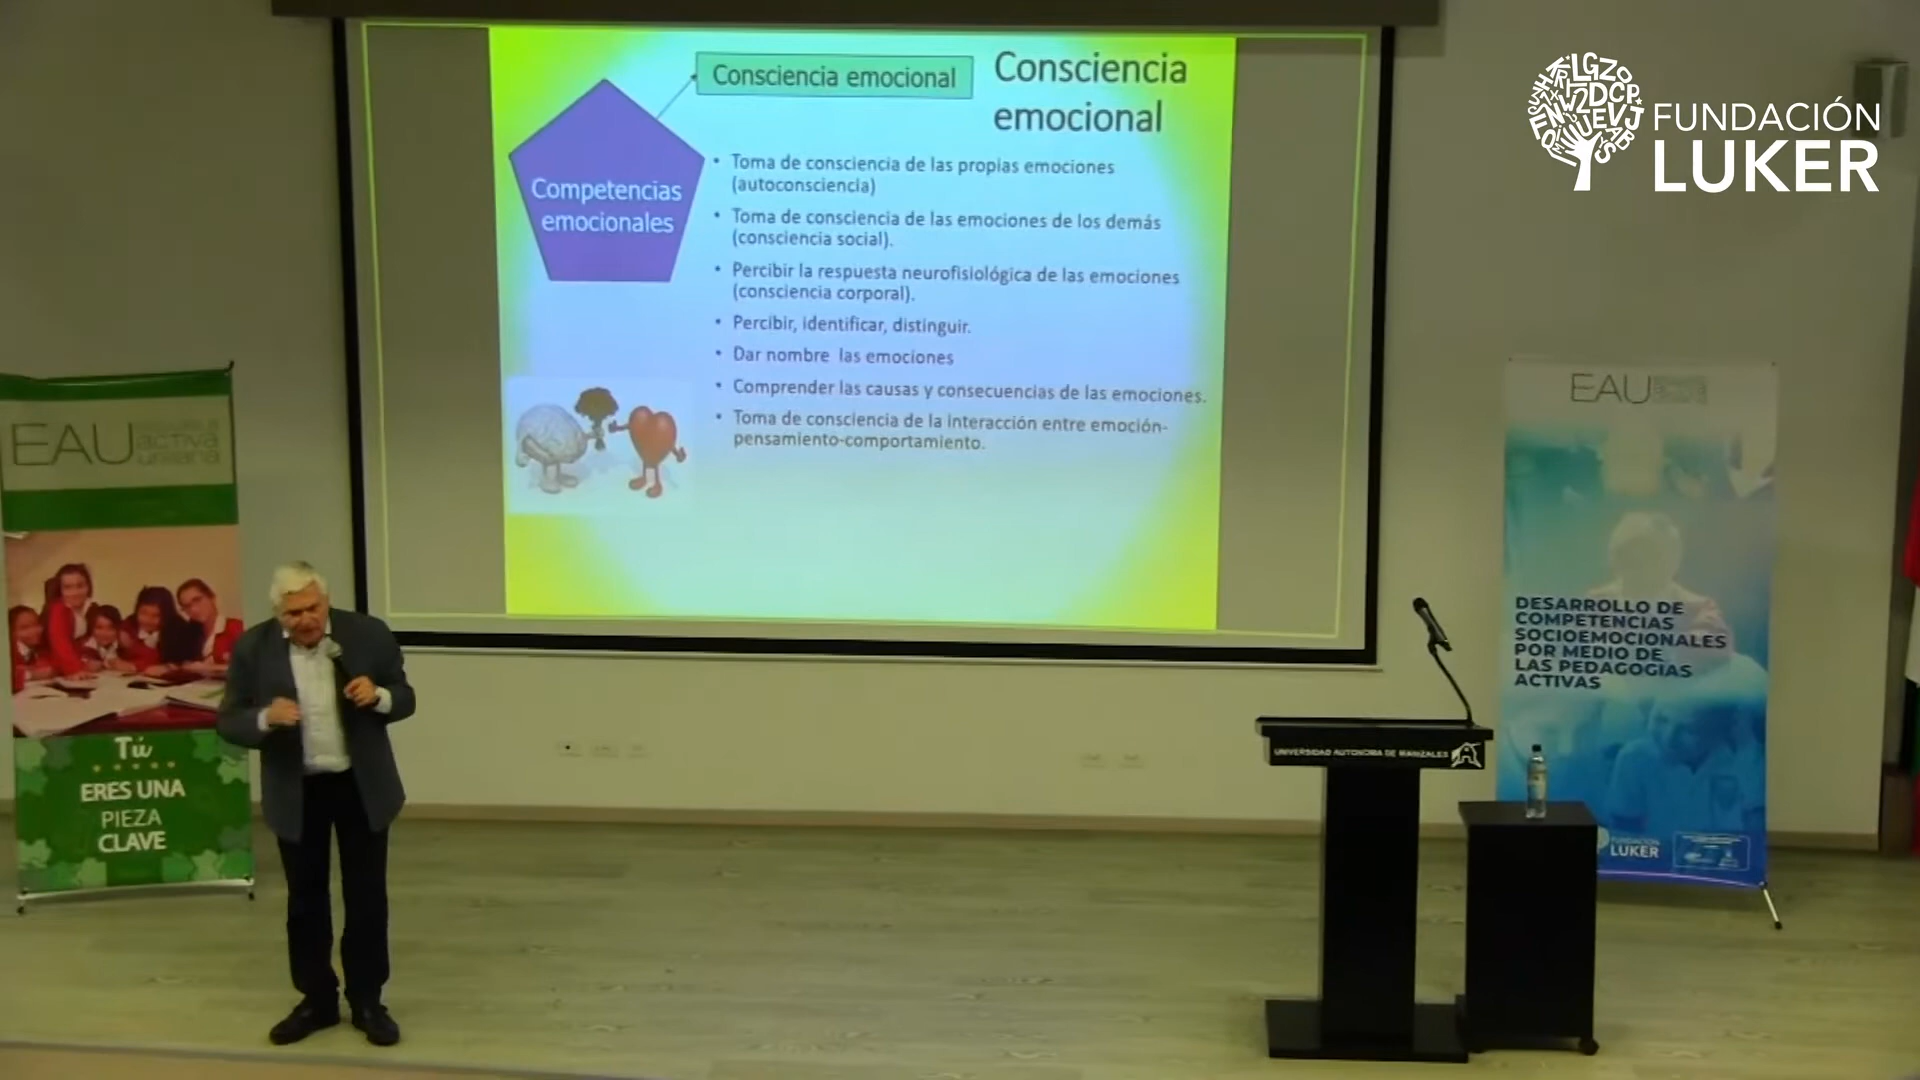 Consciencia emocional
Consciencia
emocional
Competencias
emocionales
• Toma de consciencia de las propias emociones
(autoconsciencia)
• Toma de consciencia de las emociones de los demás
(consciencia social).
• Percibir la respuesta neurofisiológica de las emociones
(consciencia corporal).
• Percibir, identificar, distinguir.
• Dar nombre las emociones
• Comprender las causas y consecuencias de las emociones.
• Toma de consciencia de la interacción entre emoción-
pensamiento-comportamiento.
FUNDACIÓN
LUKER
EAU
activa
urbana
Tú
ERES UNA
PIEZA
CLAVE
EAU
DESARROLLO DE
COMPETENCIAS
SOCIOEMOCIONALES
POR MEDIO DE
LAS PEDAGOGÍAS
ACTIVAS
FUNDACIÓN
LUKER
UNIVERSIDAD AUTÓNOMA DE MANIZALES